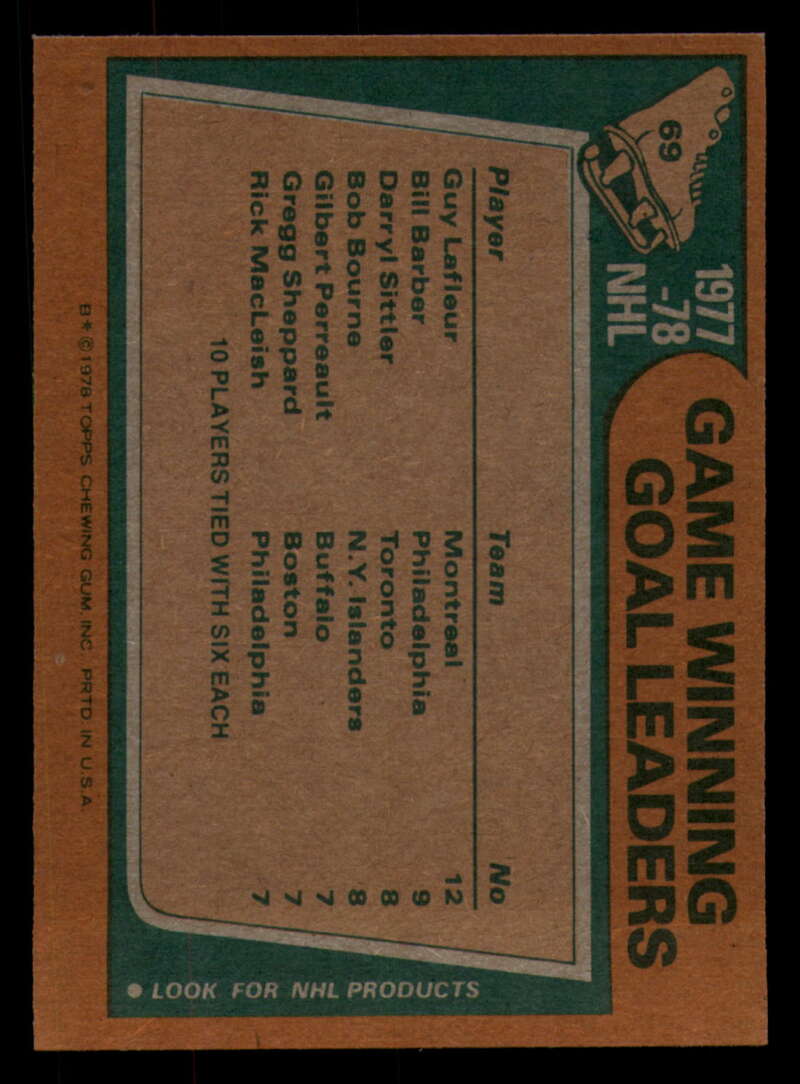 69
1977
-78
NHL
GAME WINNING
GOAL LEADERS
Player Team No
Guy Lafleur Montreal 12
Bill Barber Philadelphia 9
Darryl Sittler Toronto 8
Bob Bourne N.Y. Islanders 8
Gilbert Perreault Buffalo 7
Gregg Sheppard Boston 7
Rick MacLeish Philadelphia 7
10 PLAYERS TIED WITH SIX EACH
● LOOK FOR NHL PRODUCTS
B* © 1978 TOPPS CHEWING GUM, INC. PRTD. IN U.S.A.